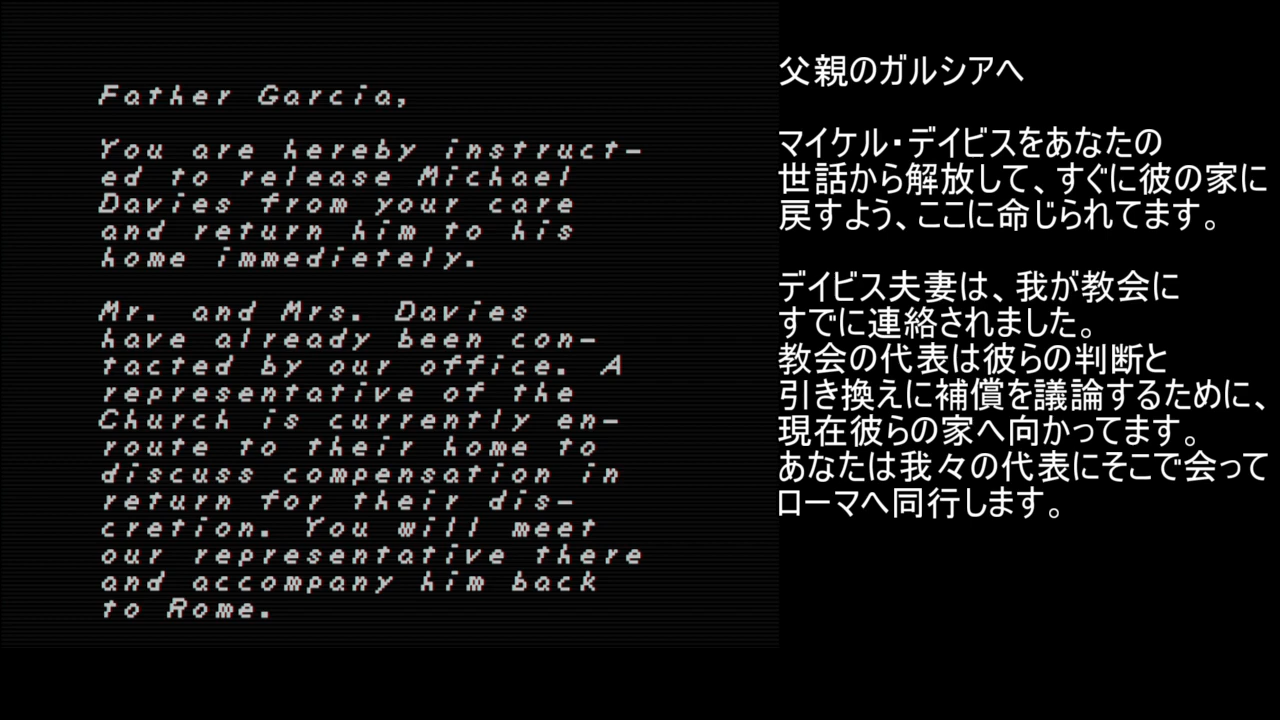 Father Garcia,
You are hereby instruct-
ed to release Michael
Davies from your care
and return him to his
home immedietely.
Mr. and Mrs. Davies
have already been con-
tacted by our office. A
representative of the
Church is currently en-
route to their home to
discuss compensation in
return for their dis-
cretion. You will meet
our representative there
and accompany him back
to Rome.
父親のガルシアへ
マイケル・デイビスをあなたの
世話から解放して、すぐに彼の家に
戻すよう、ここに命じられてます。
デイビス夫妻は、我が教会に
すでに連絡されました。
教会の代表は彼らの判断と
引き換えに補償を議論するために、
現在彼らの家へ向かってます。
あなたは我々の代表にそこで会って
ローマへ同行します。